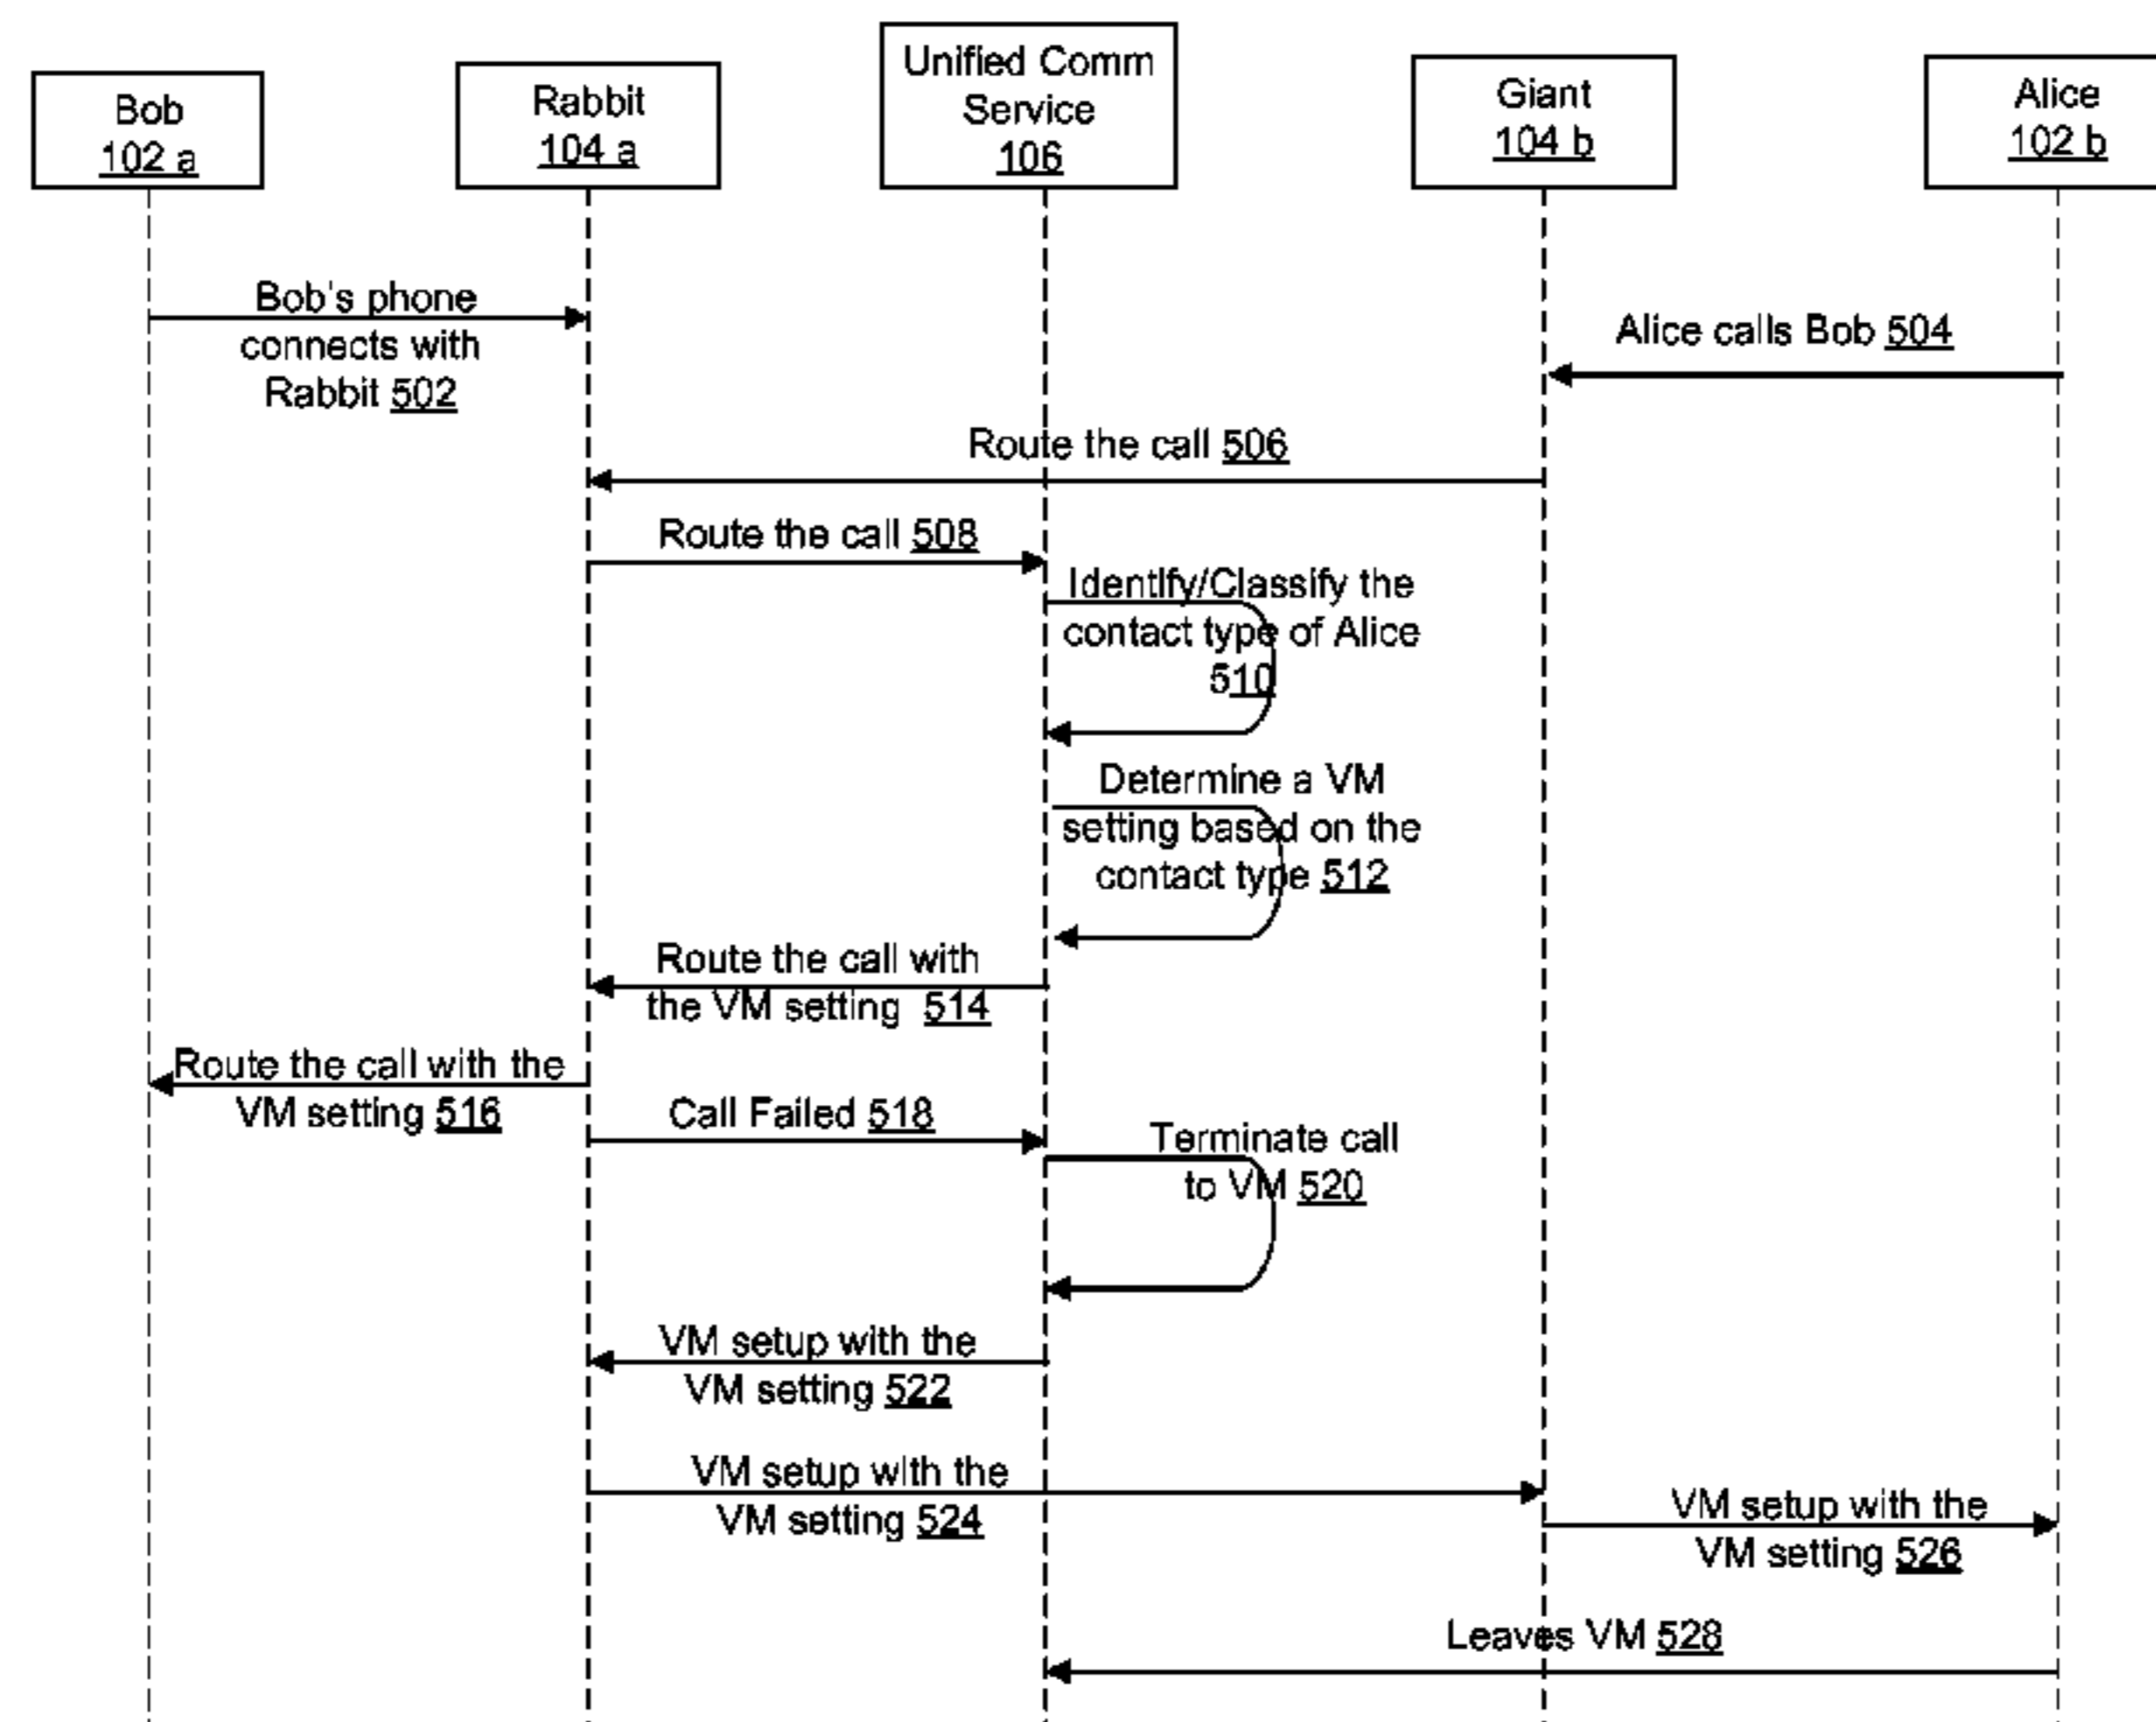 Bob
102 a
Rabbit
104 a
Unified Comm
Service
106
Giant
104 b
Alice
102 b
Bob's phone
connects with
Rabbit 502
Alice calls Bob 504
Route the call 506
Route the call 508
Identify/Classify the
contact type of Alice
510
Determine a VM
setting based on the
contact type 512
Route the call with
the VM setting 514
Route the call with the
VM setting 516
Call Failed 518
Terminate call
to VM 520
VM setup with the
VM setting 522
VM setup with the
VM setting 524
VM setup with the
VM setting 526
Leaves VM 528